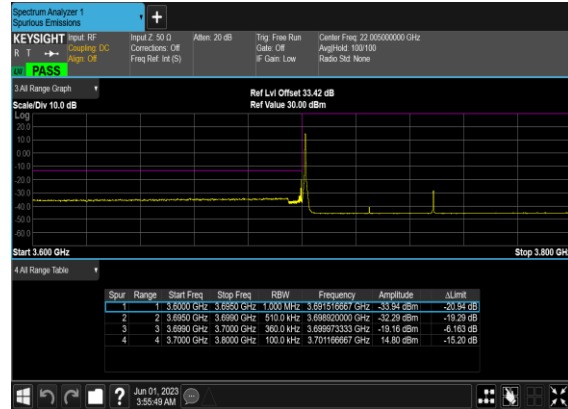 Spectrum Analyzer 1
Spurious Emissions
KEYSIGHT
R T
PASS
Input: RF
Coupling: DC
Align: Off
Input Z: 50 Ω
Corrections: Off
Freq Ref: Int (S)
Atten: 20 dB
Trig: Free Run
Gate: Off
IF Gain: Low
Center Freq: 22.005000000 GHz
Avg|Hold: 100/100
Radio Std: None
3 All Range Graph
Scale/Div 10.0 dB
Ref Lvl Offset 33.42 dB
Ref Value 30.00 dBm
Log
20.0
10.0
0.00
-10.0
-20.0
-30.0
-40.0
-50.0
-60.0
Start 3.600 GHz
Stop 3.800 GHz
4 All Range Table
Spur Range Start Freq Stop Freq RBW Frequency Amplitude ΔLimit
1 1 3.6000 GHz 3.6950 GHz 1.000 MHz 3.691516667 GHz -33.94 dBm -20.94 dB
2 2 3.6950 GHz 3.6990 GHz 510.0 kHz 3.698920000 GHz -32.29 dBm -19.29 dB
3 3 3.6990 GHz 3.7000 GHz 360.0 kHz 3.699973333 GHz -19.16 dBm -6.163 dB
4 4 3.7000 GHz 3.8000 GHz 100.0 kHz 3.701166667 GHz 14.80 dBm -15.20 dB
?
Jun 01, 2023
3:55:49 AM